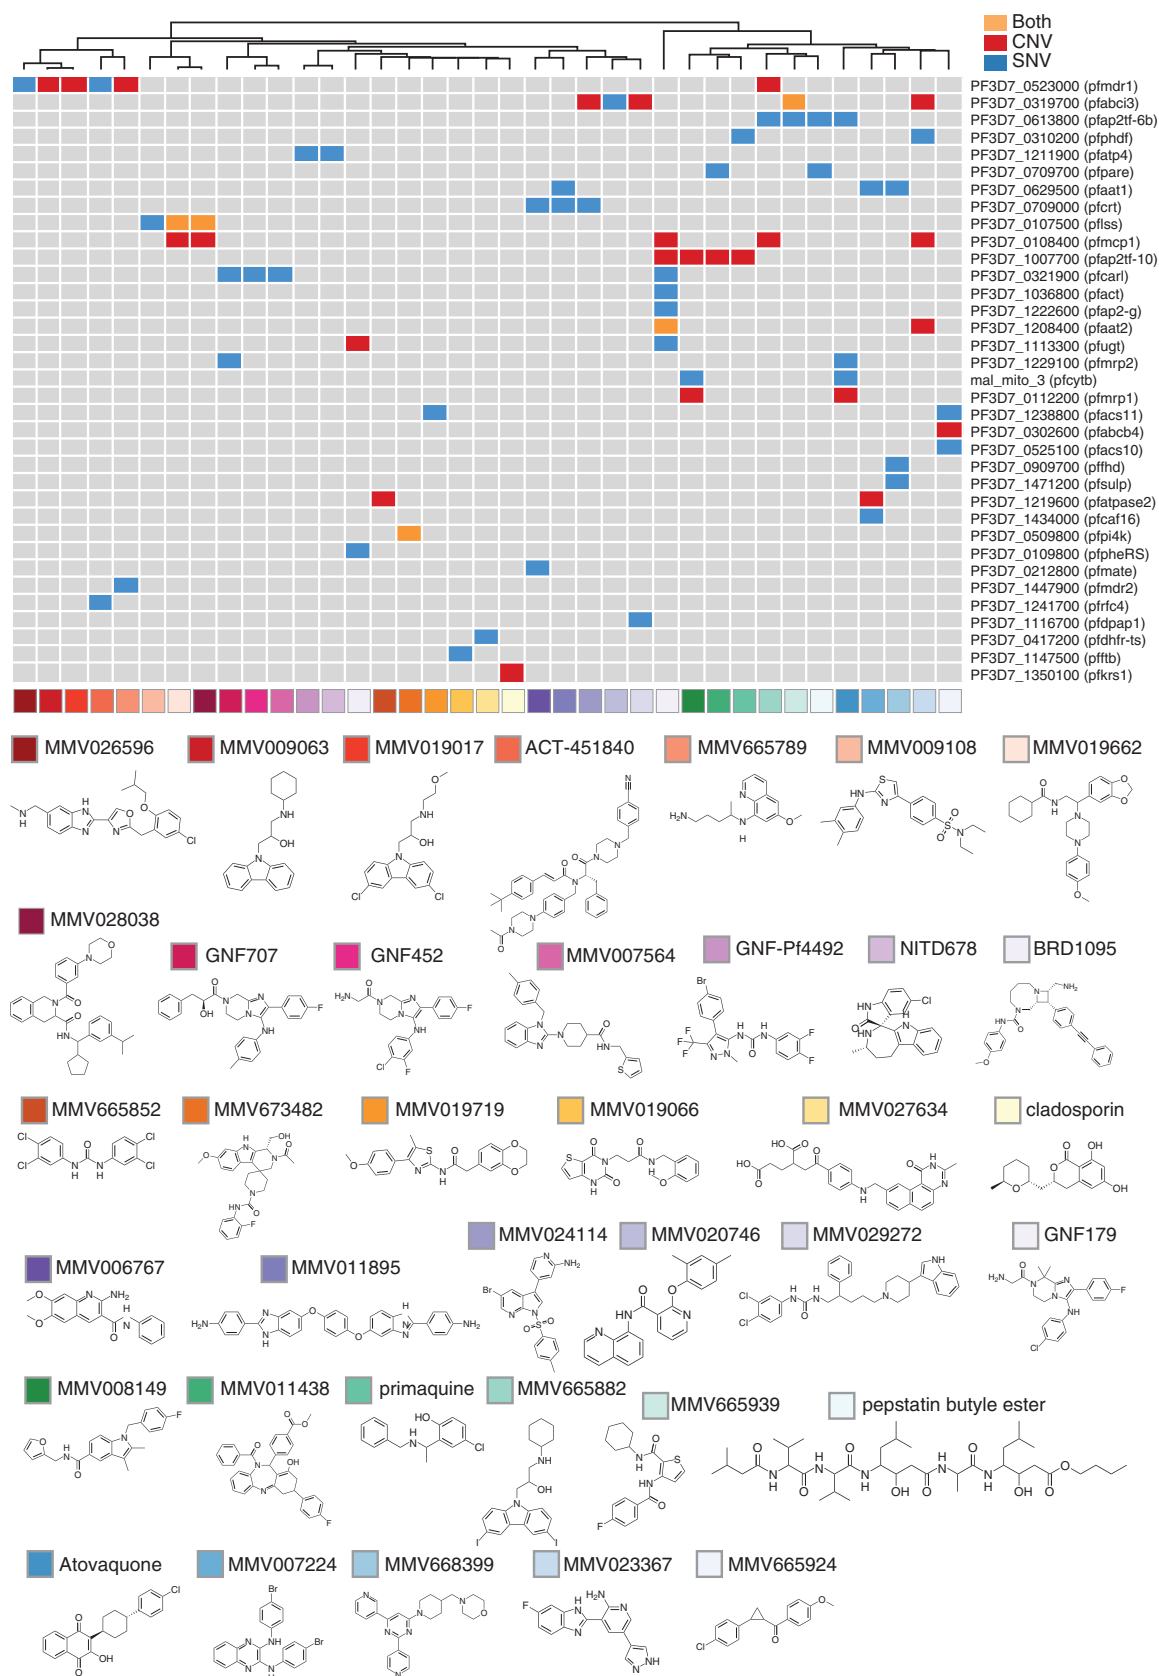 Both
CNV
SNV
PF3D7_0523000 (pfmdr1)
PF3D7_0319700 (pfabci3)
PF3D7_0613800 (pfap2tf-6b)
PF3D7_0310200 (pfphdf)
PF3D7_1211900 (pfatp4)
PF3D7_0709700 (pfpare)
PF3D7_0629500 (pfaat1)
PF3D7_0709000 (pfcrt)
PF3D7_0107500 (pflss)
PF3D7_0108400 (pfmcp1)
PF3D7_1007700 (pfap2tf-10)
PF3D7_0321900 (pfcarl)
PF3D7_1036800 (pfact)
PF3D7_1222600 (pfap2-g)
PF3D7_1208400 (pfaat2)
PF3D7_1113300 (pfugt)
PF3D7_1229100 (pfmrp2)
mal_mito_3 (pfcytb)
PF3D7_0112200 (pfmrp1)
PF3D7_1238800 (pfacs11)
PF3D7_0302600 (pfabcb4)
PF3D7_0525100 (pfacs10)
PF3D7_0909700 (pffhd)
PF3D7_1471200 (pfsulp)
PF3D7_1219600 (pfatpase2)
PF3D7_1434000 (pfcaf16)
PF3D7_0509800 (pfpi4k)
PF3D7_0109800 (pfpheRS)
PF3D7_0212800 (pfmate)
PF3D7_1447900 (pfmdr2)
PF3D7_1241700 (pfrfc4)
PF3D7_1116700 (pfdpap1)
PF3D7_0417200 (pfdhfr-ts)
PF3D7_1147500 (pfftb)
PF3D7_1350100 (pfkrs1)
MMV026596 MMV009063 MMV019017 ACT-451840 MMV665789 MMV009108 MMV019662
MMV028038
GNF707 GNF452 MMV007564 GNF-Pf4492 NITD678 BRD1095
MMV665852 MMV673482 MMV019719 MMV019066 MMV027634 cladosporin
MMV024114 MMV020746 MMV029272 GNF179
MMV006767 MMV011895
MMV008149 MMV011438 primaquine MMV665882
MMV665939 pepstatin butyle ester
Atovaquone MMV007224 MMV668399 MMV023367 MMV665924